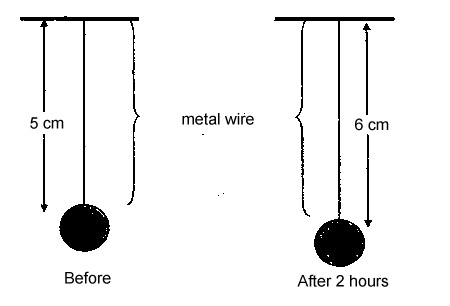 5 cm
metal wire
6 cm
Before
After 2 hours